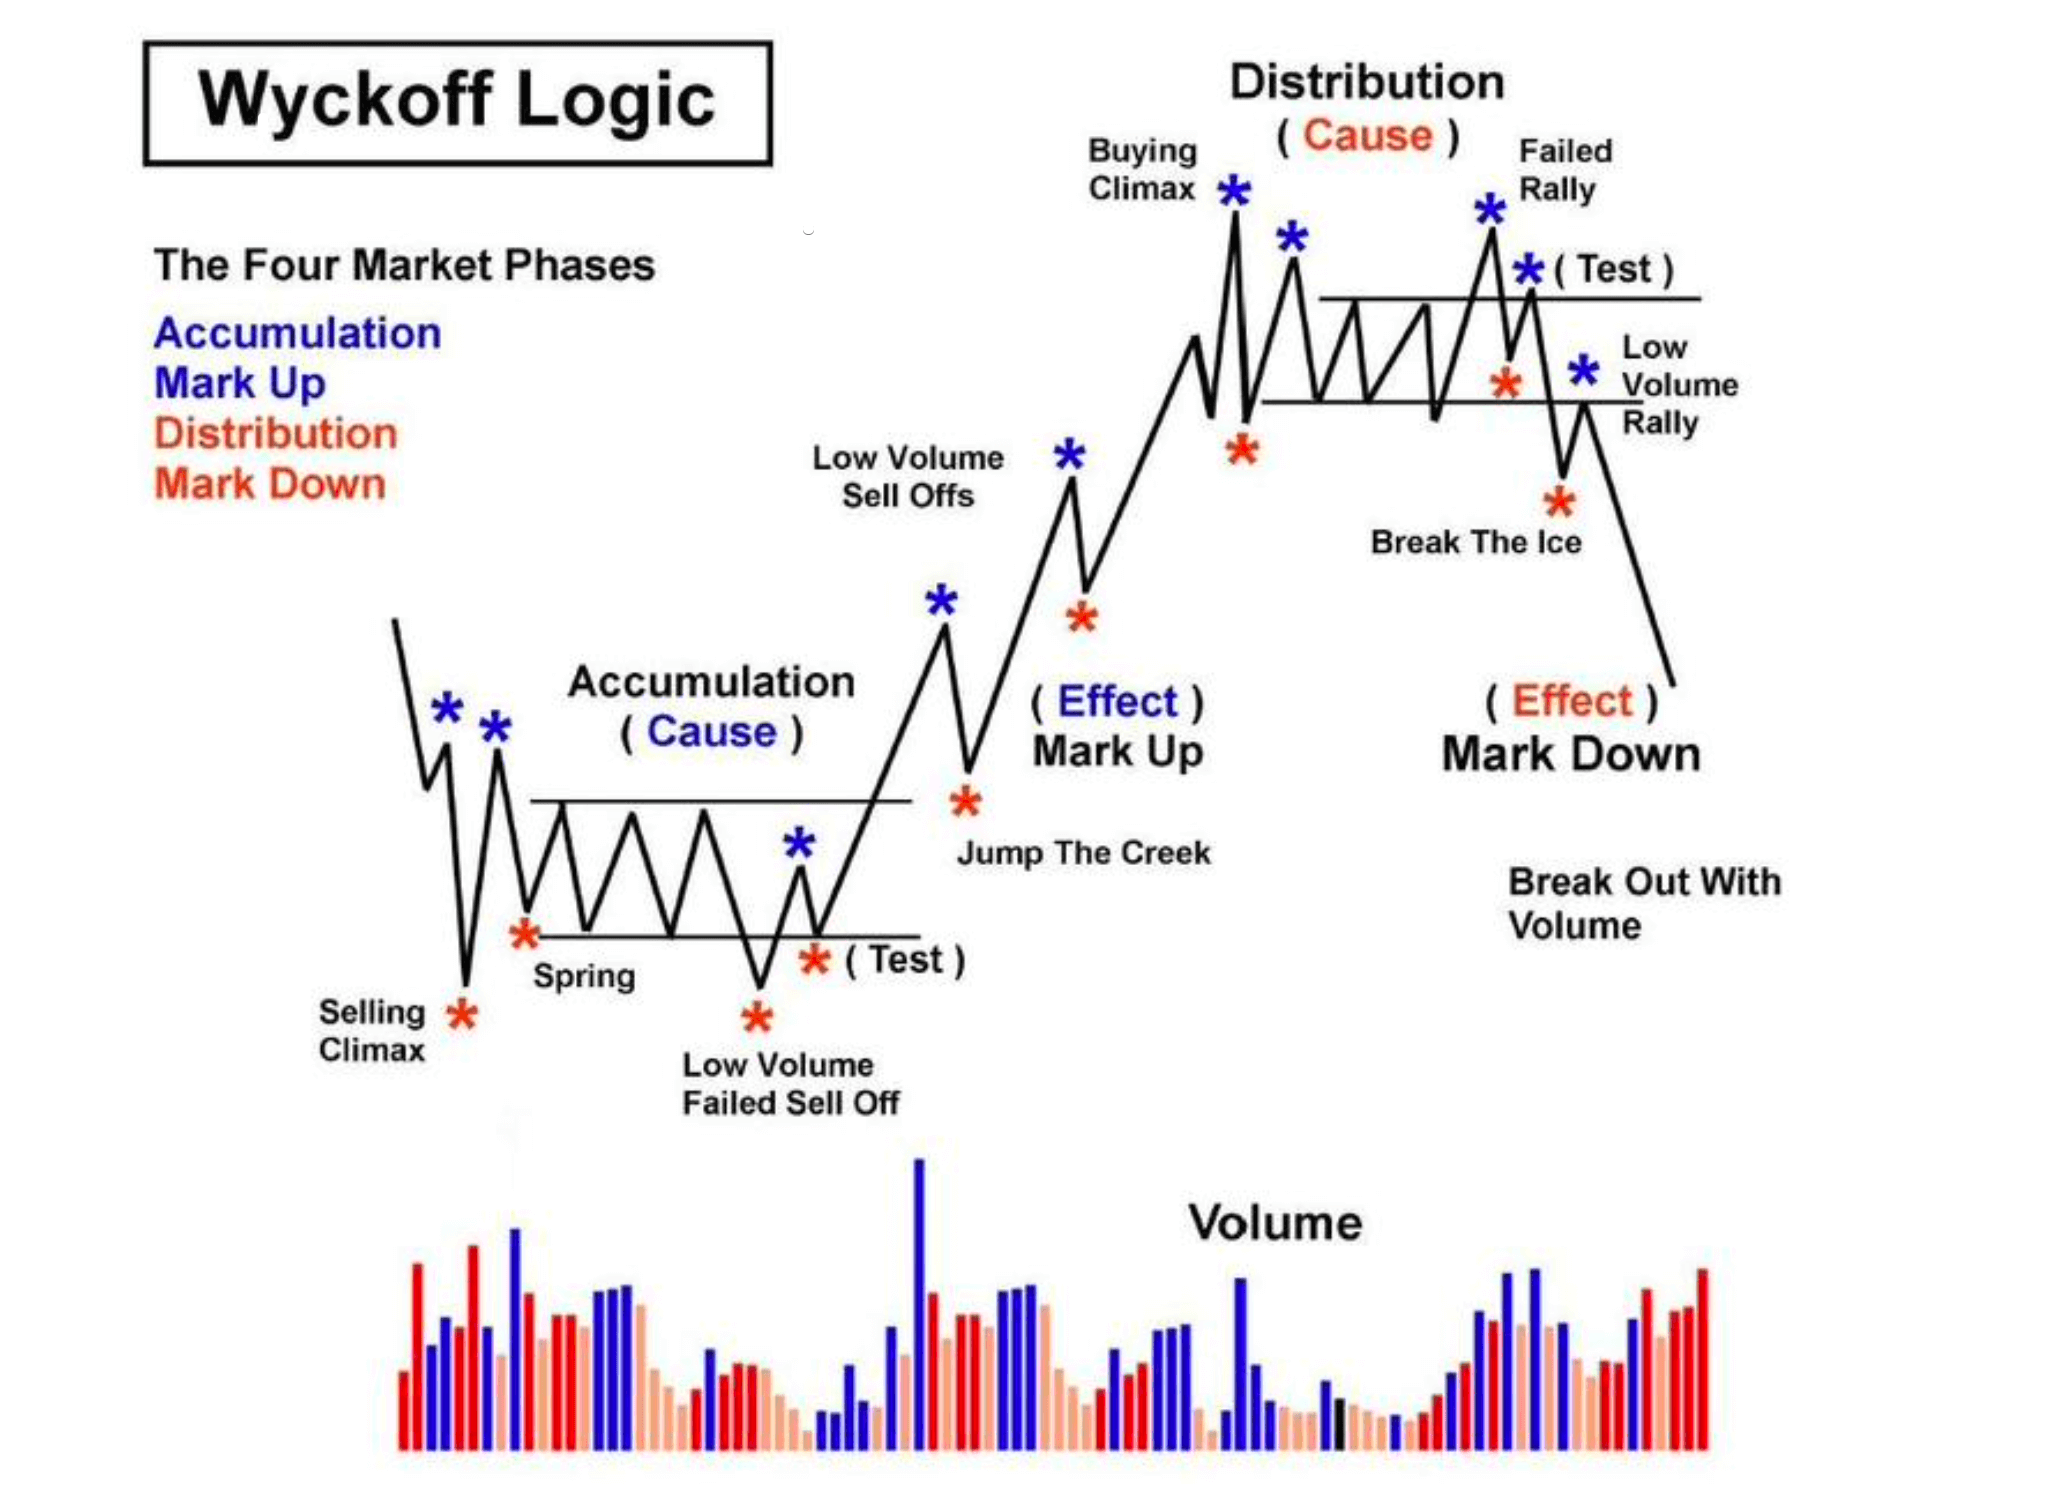 Wyckoff Logic
The Four Market Phases
Accumulation
Mark Up
Distribution
Mark Down
Distribution
( Cause )
Buying
Climax
Failed
Rally
( Test )
Low
Volume
Rally
Low Volume
Sell Offs
Break The Ice
Accumulation
( Cause )
( Effect )
Mark Up
( Effect )
Mark Down
Jump The Creek
Break Out With
Volume
( Test )
Spring
Selling
Climax
Low Volume
Failed Sell Off
Volume